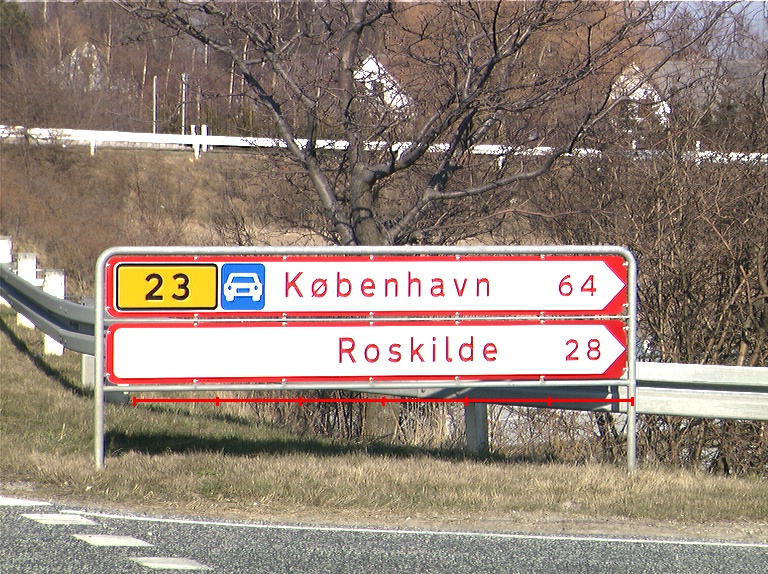 23 København 64
Roskilde 28